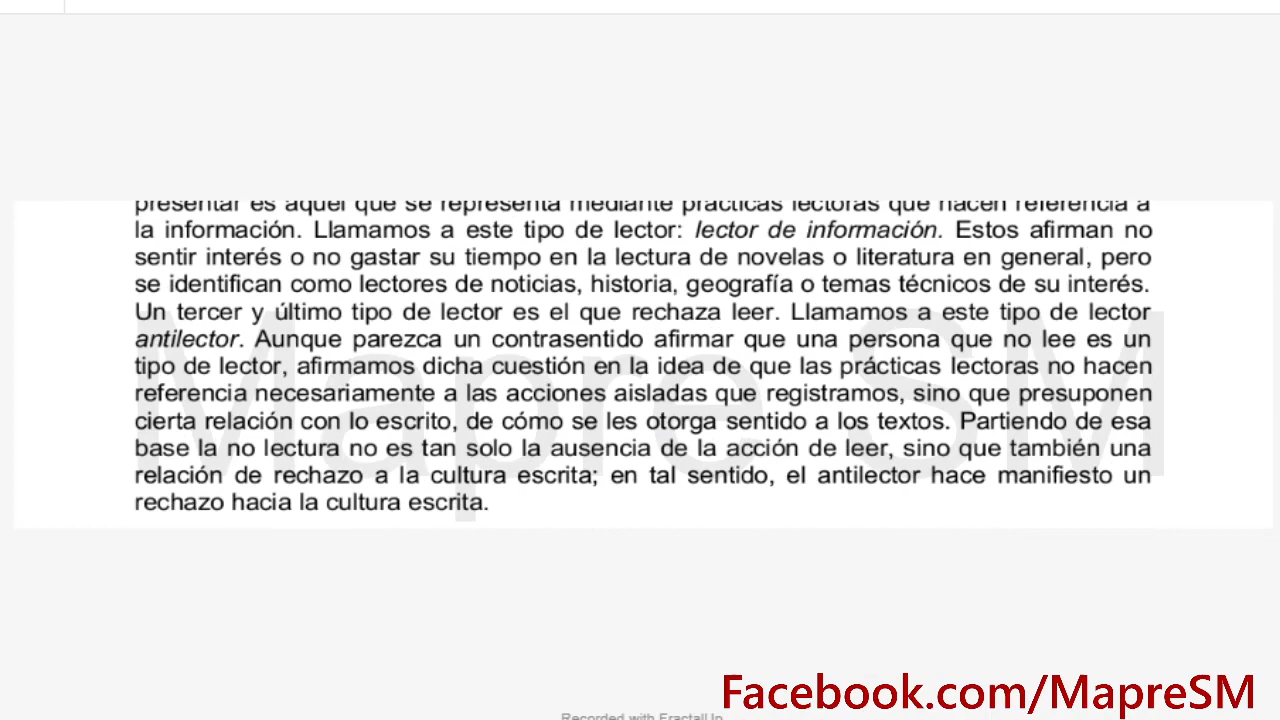 presentar es aquel que se representa mediante prácticas lectoras que hacen referencia a
la información. Llamamos a este tipo de lector: lector de información. Estos afirman no
sentir interés o no gastar su tiempo en la lectura de novelas o literatura en general, pero
se identifican como lectores de noticias, historia, geografía o temas técnicos de su interés.
Un tercer y último tipo de lector es el que rechaza leer. Llamamos a este tipo de lector
antilector. Aunque parezca un contrasentido afirmar que una persona que no lee es un
tipo de lector, afirmamos dicha cuestión en la idea de que las prácticas lectoras no hacen
referencia necesariamente a las acciones aisladas que registramos, sino que presuponen
cierta relación con lo escrito, de cómo se les otorga sentido a los textos. Partiendo de esa
base la no lectura no es tan solo la ausencia de la acción de leer, sino que también una
relación de rechazo a la cultura escrita; en tal sentido, el antilector hace manifiesto un
rechazo hacia la cultura escrita.
Mapre SM
Facebook.com/MapreSM
Recorded with FractalUp